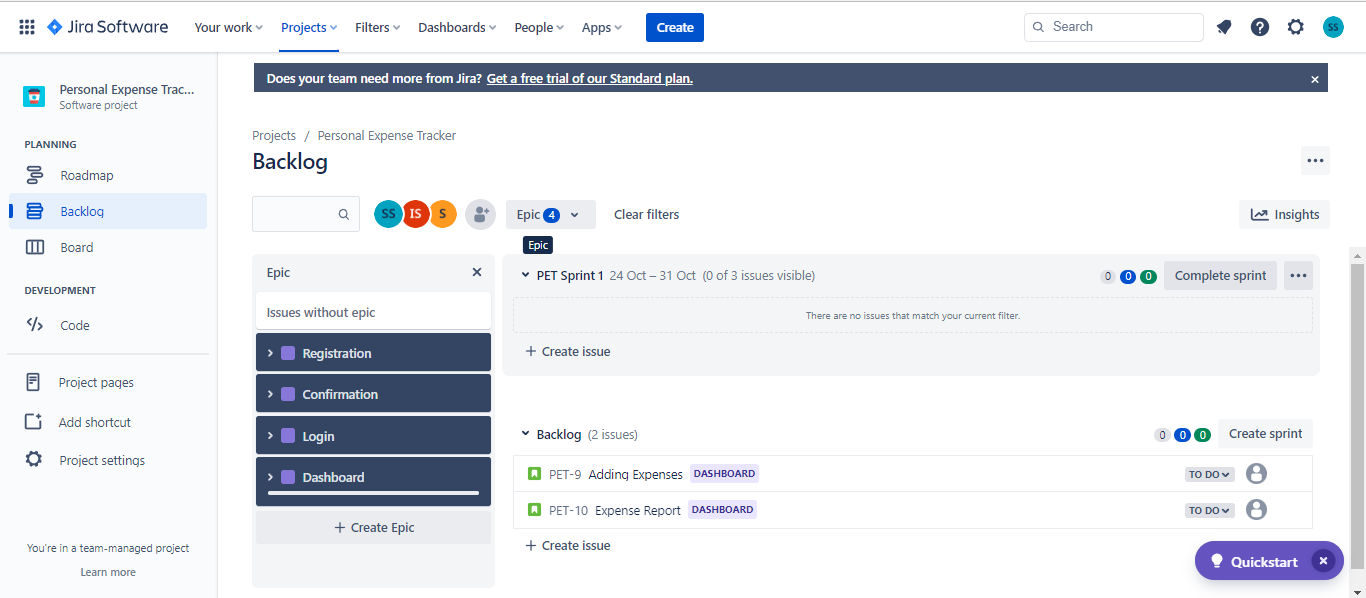 Jira Software Your work Projects Filters Dashboards People Apps Create Search SS
Personal Expense Trac...
Software project
PLANNING
Roadmap
Backlog
Board
DEVELOPMENT
Code
Project pages
Add shortcut
Project settings
You're in a team-managed project
Learn more
Does your team need more from Jira? Get a free trial of our Standard plan.
Projects / Personal Expense Tracker
Backlog
SS IS S Epic 4 Clear filters Insights
Epic
Epic
Issues without epic
Registration
Confirmation
Login
Dashboard
+ Create Epic
PET Sprint 1 24 Oct – 31 Oct (0 of 3 issues visible) 0 0 0 Complete sprint
There are no issues that match your current filter.
+ Create issue
Backlog (2 issues) 0 0 0 Create sprint
PET-9 Adding Expenses DASHBOARD TO DO
PET-10 Expense Report DASHBOARD TO DO
+ Create issue
Quickstart